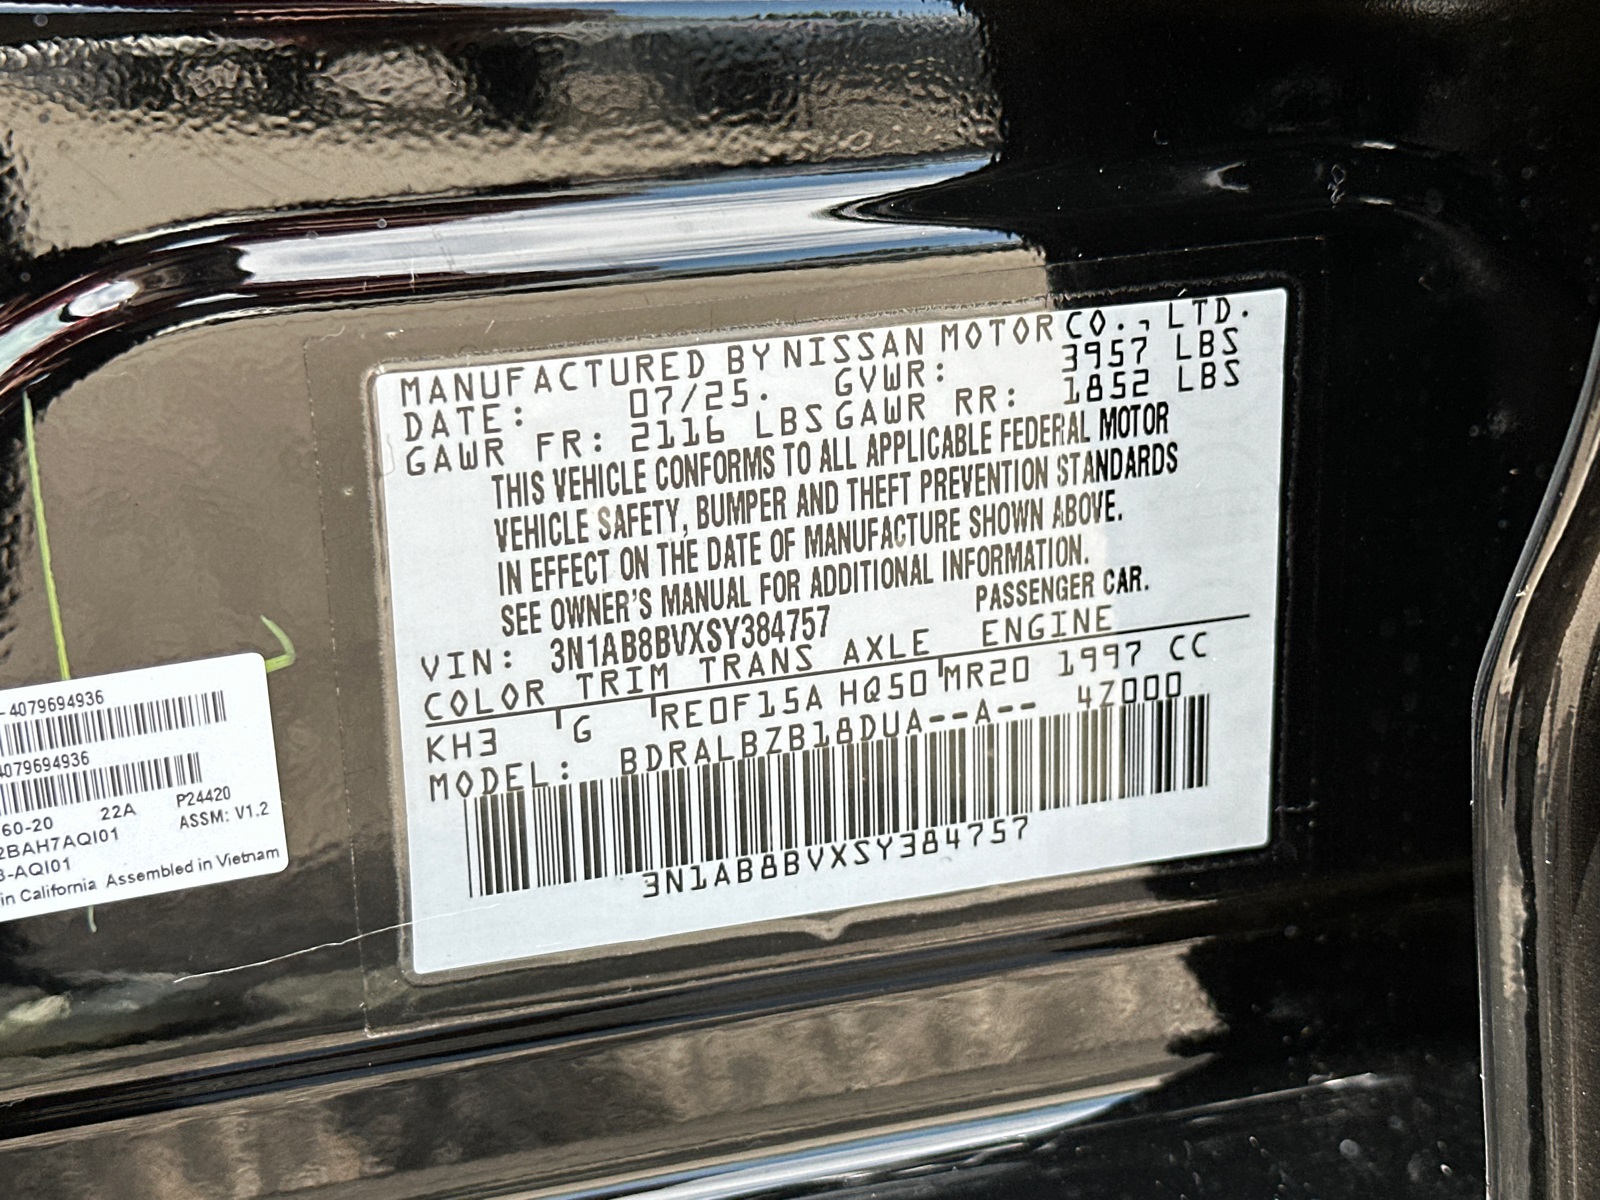 MANUFACTURED BY NISSAN MOTOR CO., LTD.
DATE: 07/25. GVWR: 3957 LBS
GAWR FR: 2116 LBS GAWR RR: 1852 LBS
THIS VEHICLE CONFORMS TO ALL APPLICABLE FEDERAL MOTOR
VEHICLE SAFETY, BUMPER AND THEFT PREVENTION STANDARDS
IN EFFECT ON THE DATE OF MANUFACTURE SHOWN ABOVE.
SEE OWNER'S MANUAL FOR ADDITIONAL INFORMATION.
VIN: 3N1AB8BVXSY384757 PASSENGER CAR.
COLOR TRIM TRANS AXLE ENGINE
KH3 G RE0F15A HQ50 MR20 1997 CC
MODEL: BDRALBZB18DUA--A-- 4Z000
3N1AB8BVXSY384757
- 4079694936
4079694936
60-20 22A P24420
2BAH7AQI01 ASSM: V1.2
3-AQI01
in California Assembled in Vietnam